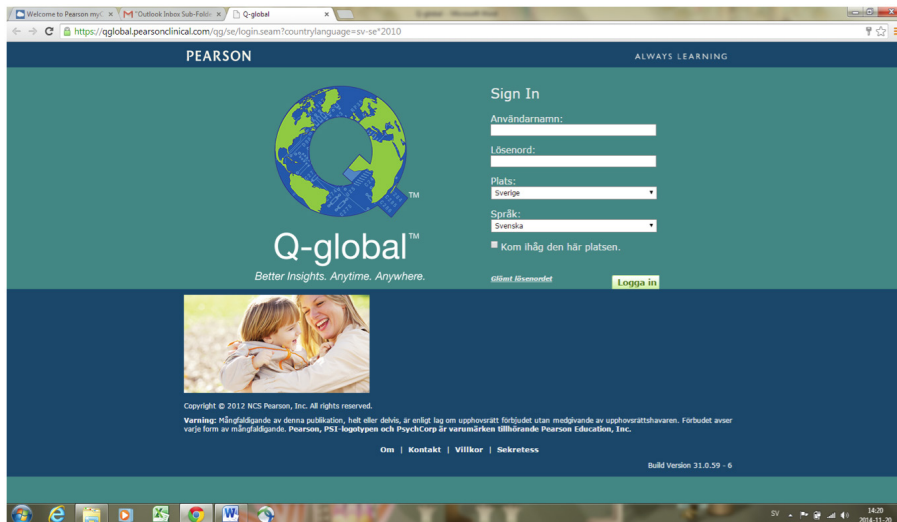 Welcome to Pearson my
"Outlook Inbox Sub-Fold
Q-global
https://qglobal.pearsonclinical.com/qg/se/login.seam?countrylanguage=sv-se*2010
PEARSON
ALWAYS LEARNING
Sign In
Användarnamn:
Lösenord:
Plats:
Sverige
Språk:
Svenska
Kom ihåg den här platsen.
Glömt lösenordet
Logga in
TM
Q-global™
Better Insights. Anytime. Anywhere.
Copyright © 2012 NCS Pearson, Inc. All rights reserved.
Varning: Mångfaldigande av denna publikation, helt eller delvis, är enligt lag om upphovsrätt förbjudet utan medgivande av upphovsrättshavaren. Förbudet avser
varje form av mångfaldigande. Pearson, PSI-logotypen och PsychCorp är varumärken tillhörande Pearson Education, Inc.
Om | Kontakt | Villkor | Sekretess
Build Version 31.0.59 - 6
SV
14:20
2014-11-20